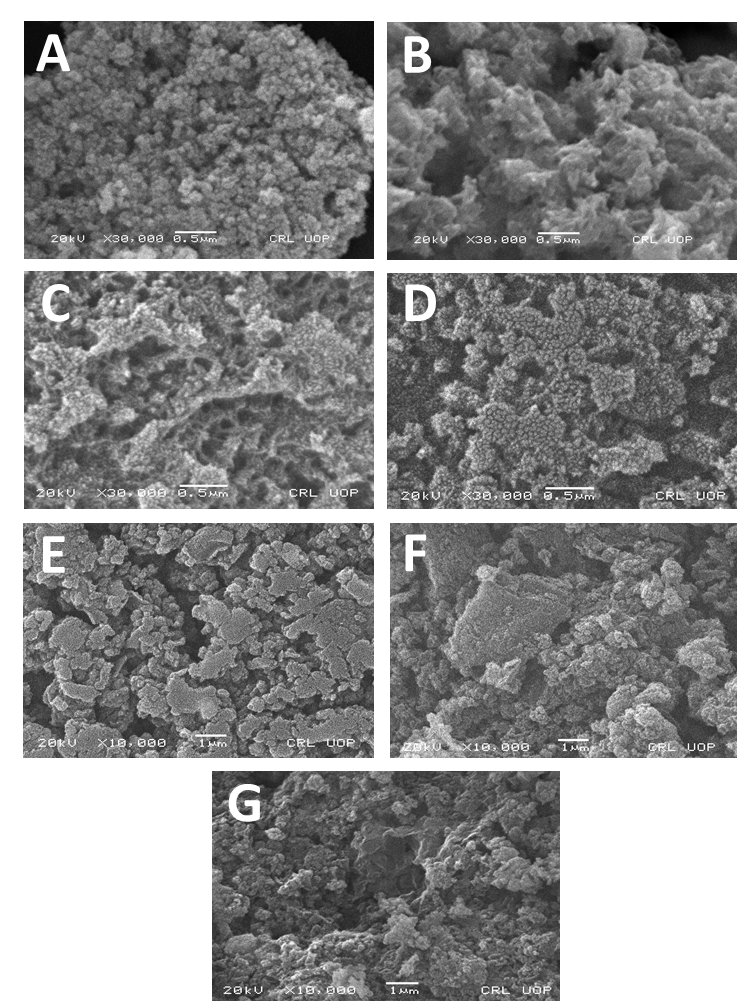 A
20kV X30,000 0.5µm CRL UOP
B
20kV X30,000 0.5µm CRL UOP
C
20kV X30,000 0.5µm CRL UOP
D
20kV X30,000 0.5µm CRL UOP
E
20kV X10,000 1µm CRL UOP
F
20kV X10,000 1µm CRL UOP
G
20kV X10,000 1µm CRL UOP